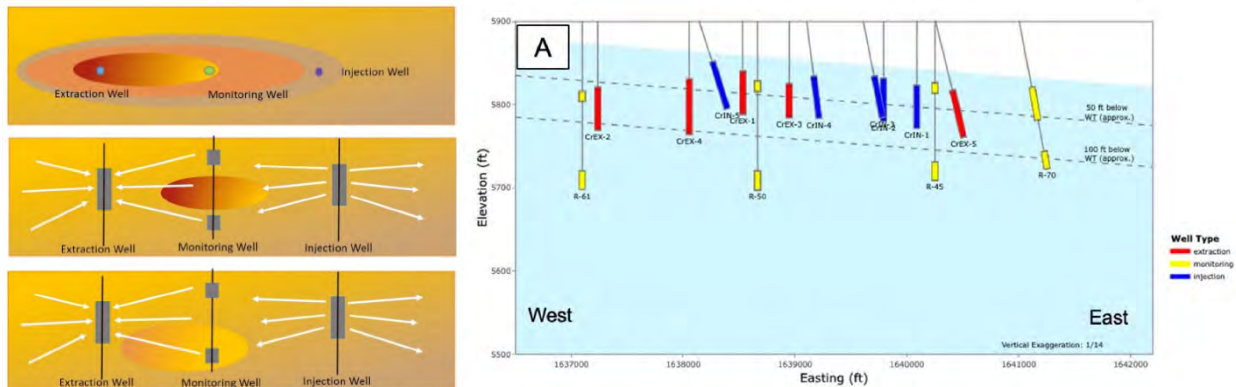 Extraction Well
Monitoring Well
Injection Well
Extraction Well
Monitoring Well
Injection Well
Extraction Well
Monitoring Well
Injection Well
A
5900
5800
5700
5600
5500
Elevation (ft)
CrEX-2
CrEX-4
CrIN-5
CrEX-1
CrEX-3
CrIN-4
CrIN-2
CrIN-1
CrEX-5
50 ft below
WT (approx.)
100 ft below
WT (approx.)
R-61
R-50
R-45
R-70
West
East
Vertical Exaggeration: 1/14
1637000
1638000
1639000
1640000
1641000
1642000
Easting (ft)
Well Type
extraction
monitoring
injection